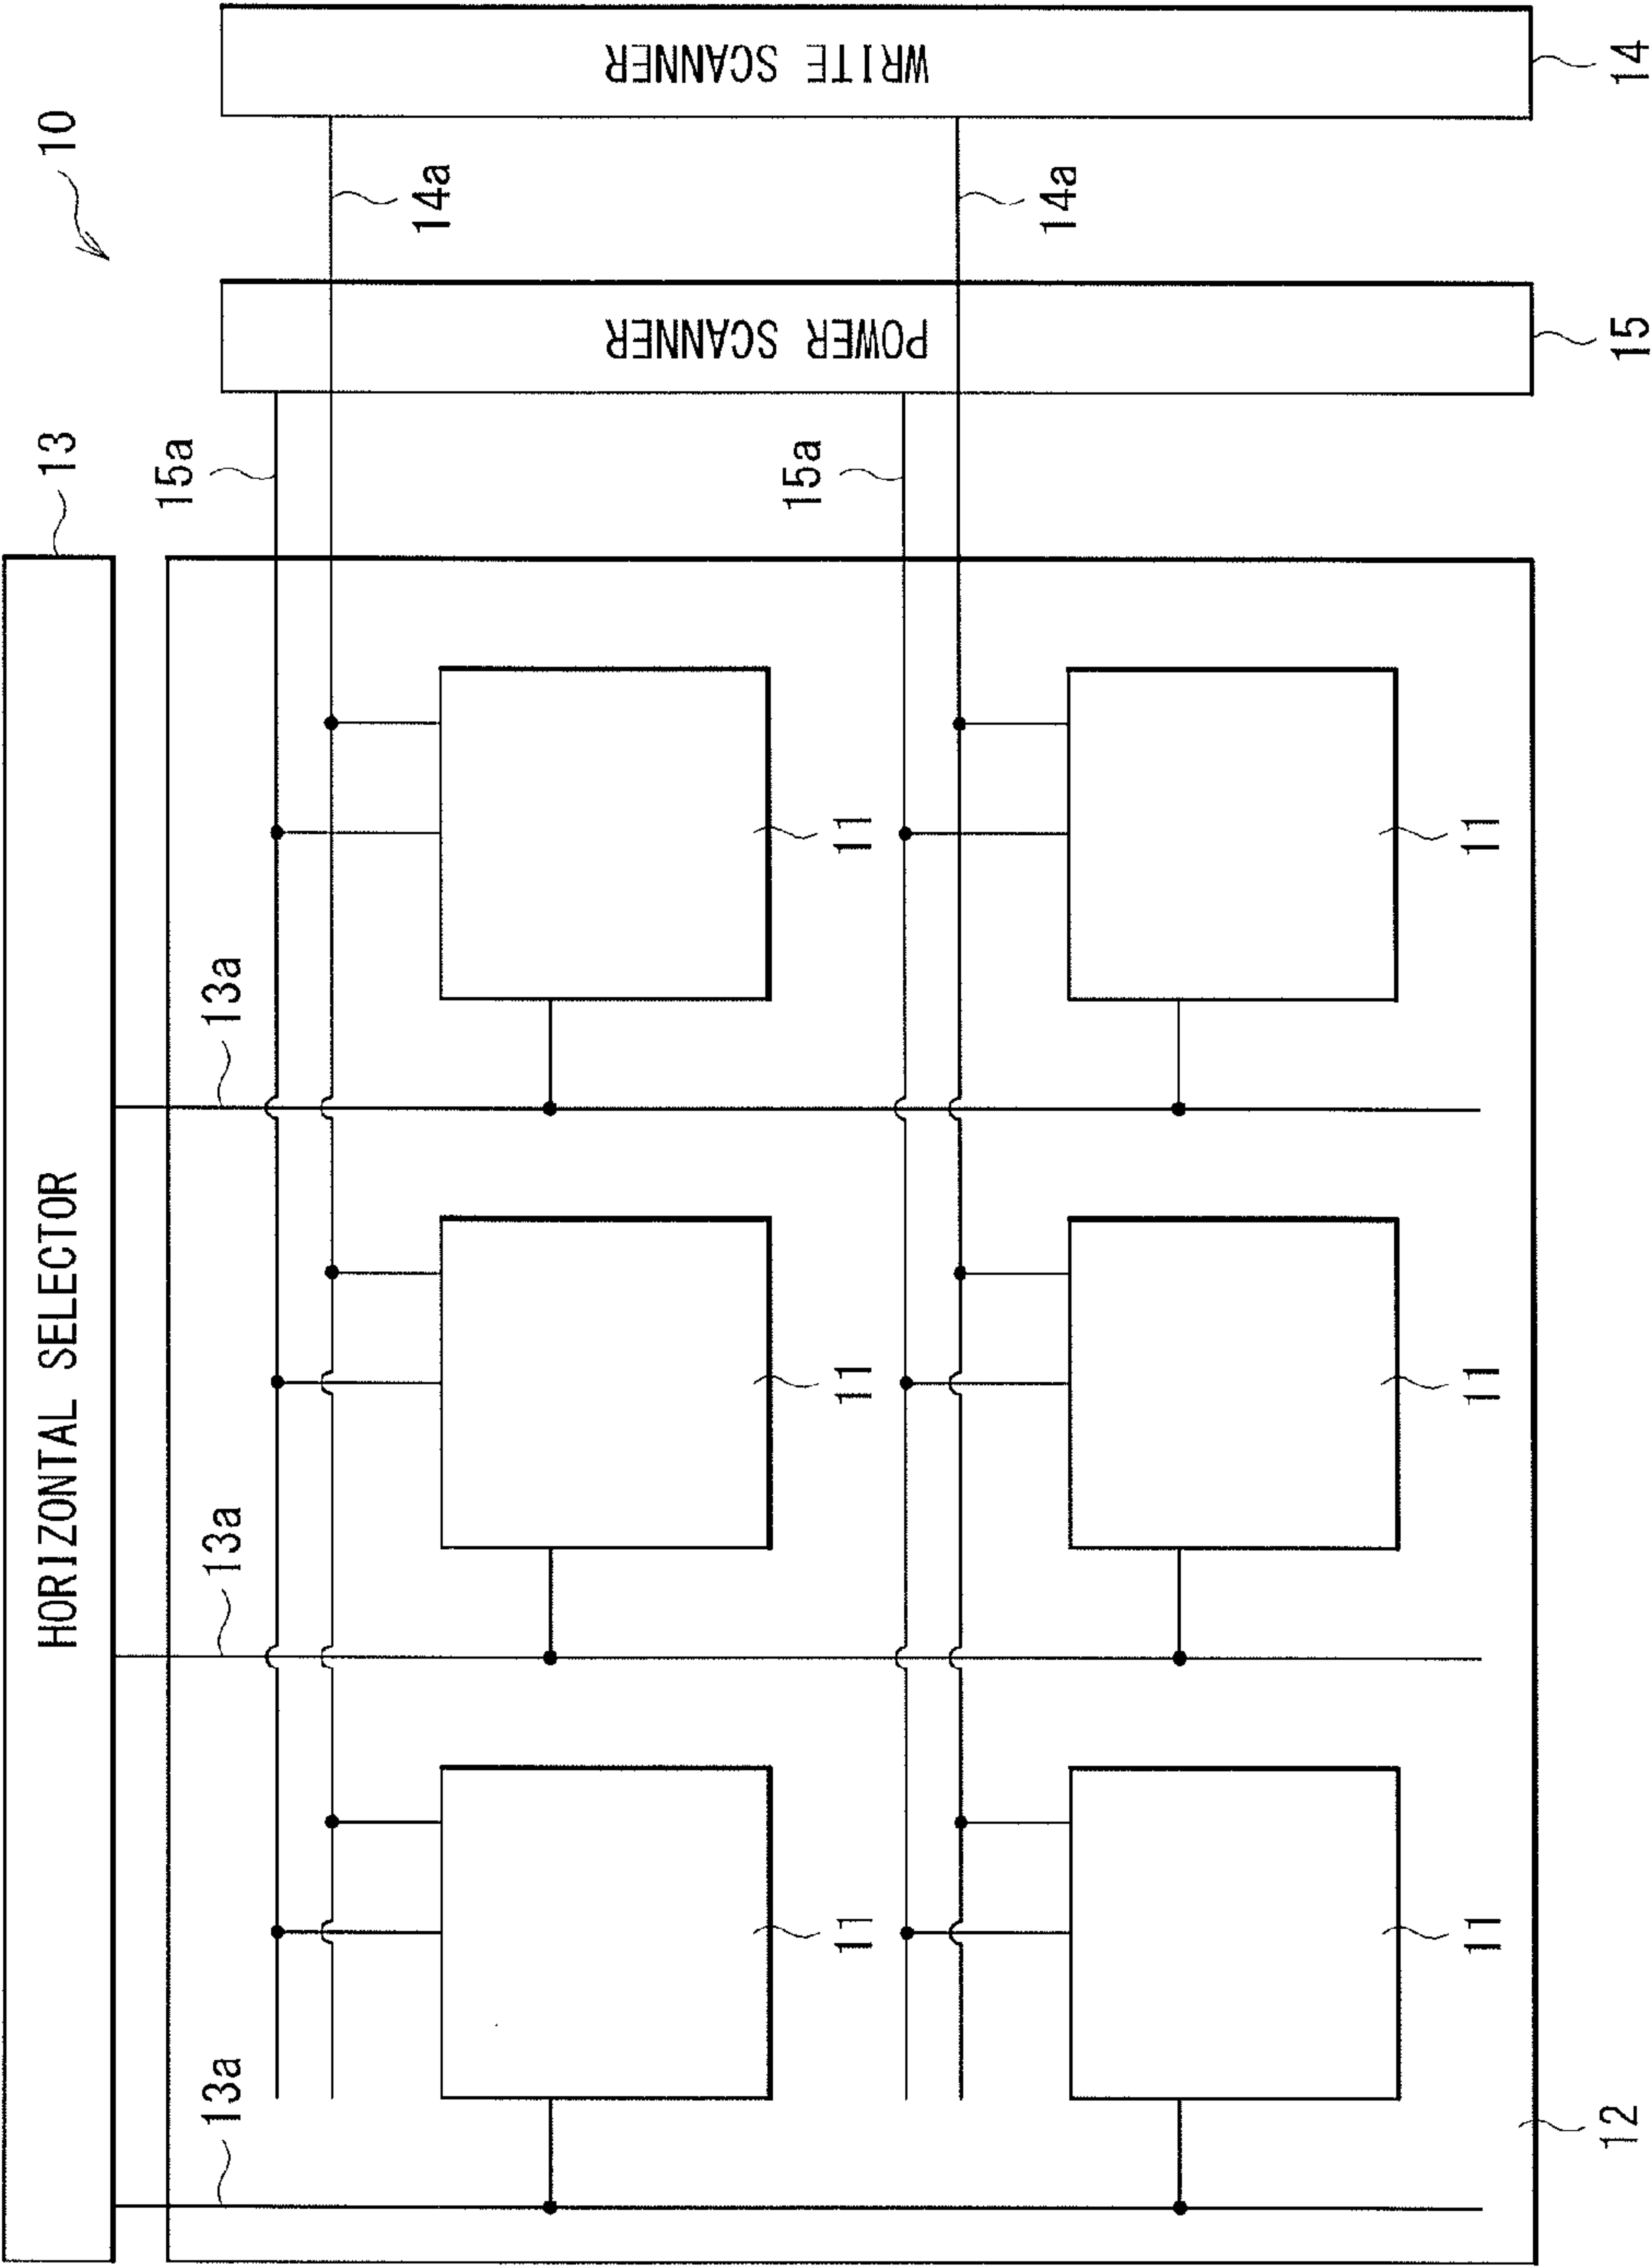 HORIZONTAL SELECTOR
13
10
15a
13a
13a
13a
14a
POWER SCANNER
WRITE SCANNER
15a
11
11
11
14a
11
11
11
12
15
14